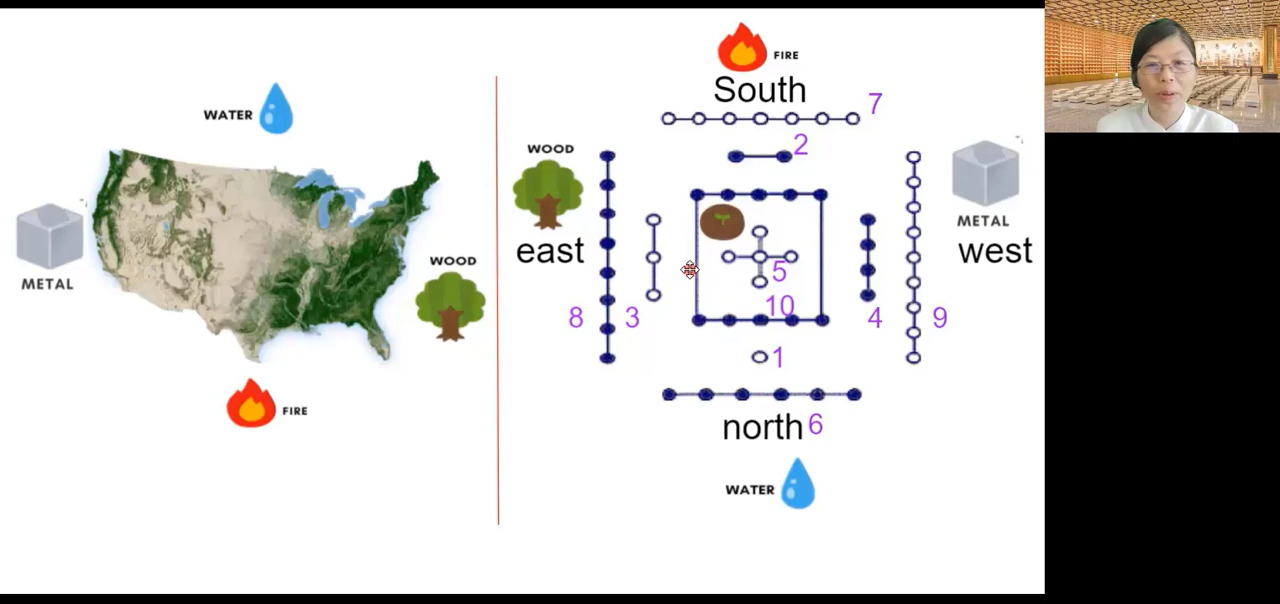 WATER
METAL
WOOD
FIRE
FIRE
South
7
2
WOOD
east
METAL
west
5
10
8
3
4
9
1
north
6
WATER